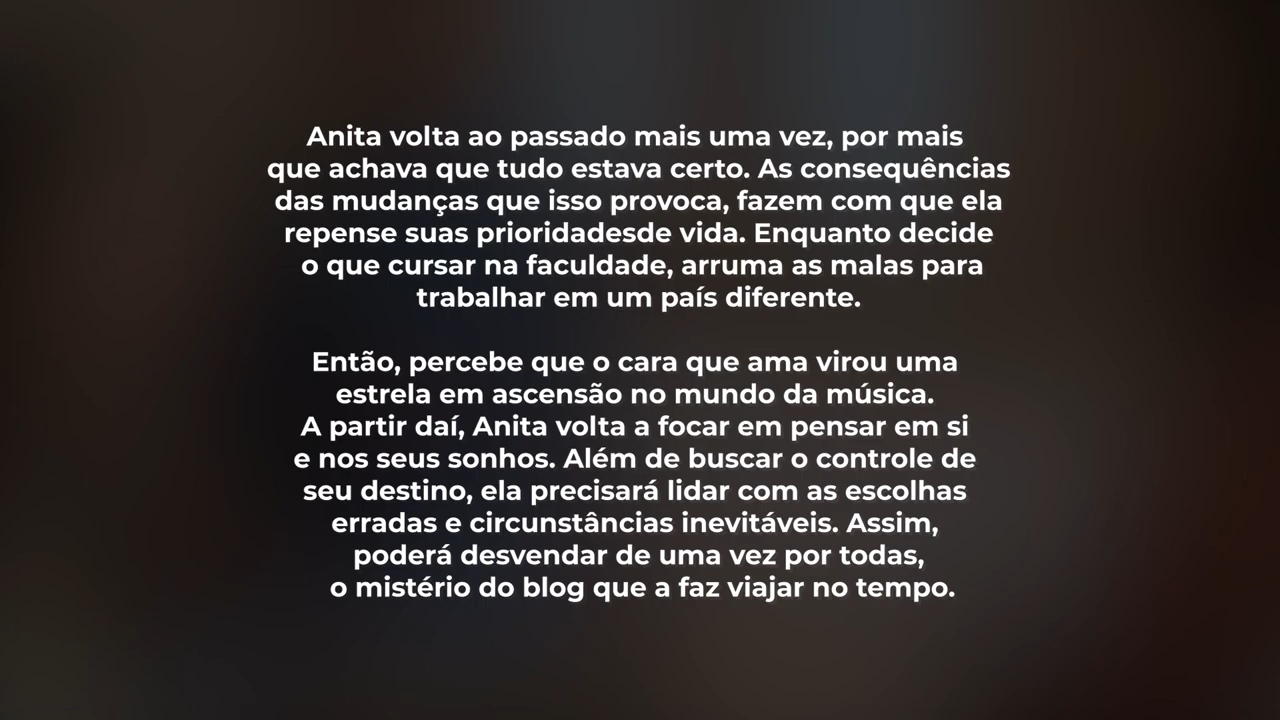 Anita volta ao passado mais uma vez, por mais
que achava que tudo estava certo. As consequências
das mudanças que isso provoca, fazem com que ela
repense suas prioridadesde vida. Enquanto decide
o que cursar na faculdade, arruma as malas para
trabalhar em um país diferente.
Então, percebe que o cara que ama virou uma
estrela em ascensão no mundo da música.
A partir daí, Anita volta a focar em pensar em si
e nos seus sonhos. Além de buscar o controle de
seu destino, ela precisará lidar com as escolhas
erradas e circunstâncias inevitáveis. Assim,
poderá desvendar de uma vez por todas,
o mistério do blog que a faz viajar no tempo.